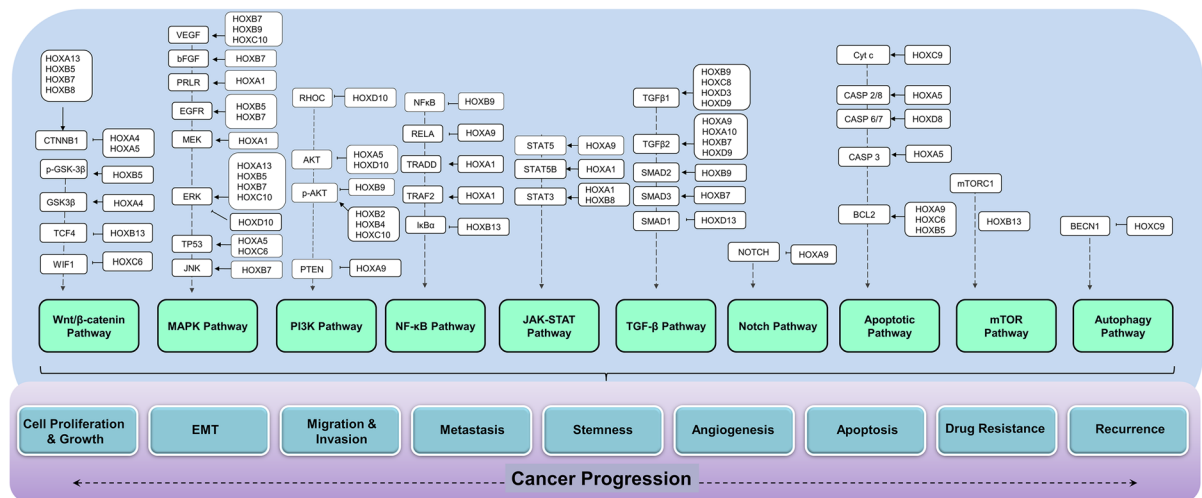 HOXA13
HOXB5
HOXB7
HOXB8
CTNNB1
HOXA4
HOXA5
p-GSK-3β
HOXB5
GSK3β
HOXA4
TCF4
HOXB13
WIF1
HOXC6
Wnt/β-catenin
Pathway
VEGF
HOXB7
HOXB9
HOXC10
bFGF
HOXB7
PRLR
HOXA1
EGFR
HOXB5
HOXB7
MEK
HOXA1
HOXA13
HOXB5
HOXB7
HOXC10
ERK
HOXD10
TP53
HOXA5
HOXC6
JNK
HOXB7
MAPK Pathway
RHOC
HOXD10
AKT
HOXA5
HOXD10
p-AKT
HOXB9
HOXB2
HOXB4
HOXC10
PTEN
HOXA9
PI3K Pathway
NFκB
HOXB9
RELA
HOXA9
TRADD
HOXA1
TRAF2
HOXA1
IκBα
HOXB13
NF-κB Pathway
STAT5
HOXA9
STAT5B
HOXA1
STAT3
HOXA1
HOXB8
JAK-STAT
Pathway
TGFβ1
HOXB9
HOXC8
HOXD3
HOXD9
TGFβ2
HOXA9
HOXA10
HOXB7
HOXD9
SMAD2
HOXB9
SMAD3
HOXB7
SMAD1
HOXD13
TGF-β Pathway
NOTCH
HOXA9
Notch Pathway
Cyt c
HOXC9
CASP 2/8
HOXA5
CASP 6/7
HOXD8
CASP 3
HOXA5
BCL2
HOXA9
HOXC6
HOXB5
Apoptotic
Pathway
mTORC1
HOXB13
mTOR
Pathway
BECN1
HOXC9
Autophagy
Pathway
Cell Proliferation
& Growth
EMT
Migration &
Invasion
Metastasis
Stemness
Angiogenesis
Apoptosis
Drug Resistance
Recurrence
Cancer Progression